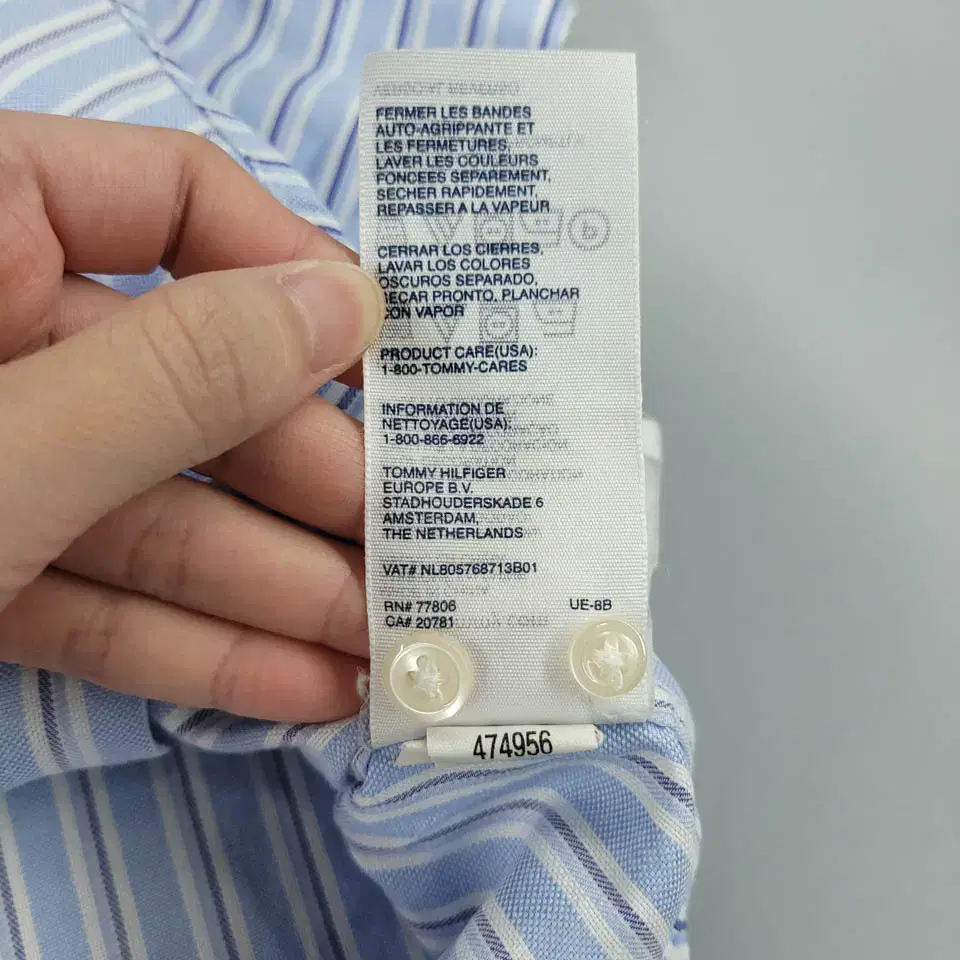 FERMER LES BANDES
AUTO-AGRIPPANTE ET
LES FERMETURES,
LAVER LES COULEURS
FONCEES SEPAREMENT,
SECHER RAPIDEMENT,
REPASSER A LA VAPEUR
CERRAR LOS CIERRES,
LAVAR LOS COLORES
OSCUROS SEPARADO,
SECAR PRONTO, PLANCHAR
CON VAPOR
PRODUCT CARE(USA):
1-800-TOMMY-CARES
INFORMATION DE
NETTOYAGE(USA):
1-800-866-6922
TOMMY HILFIGER
EUROPE B.V.
STADHOUDERSKADE 6
AMSTERDAM,
THE NETHERLANDS
VAT# NL805768713B01
RN# 77806 UE-8B
CA# 20781
474956